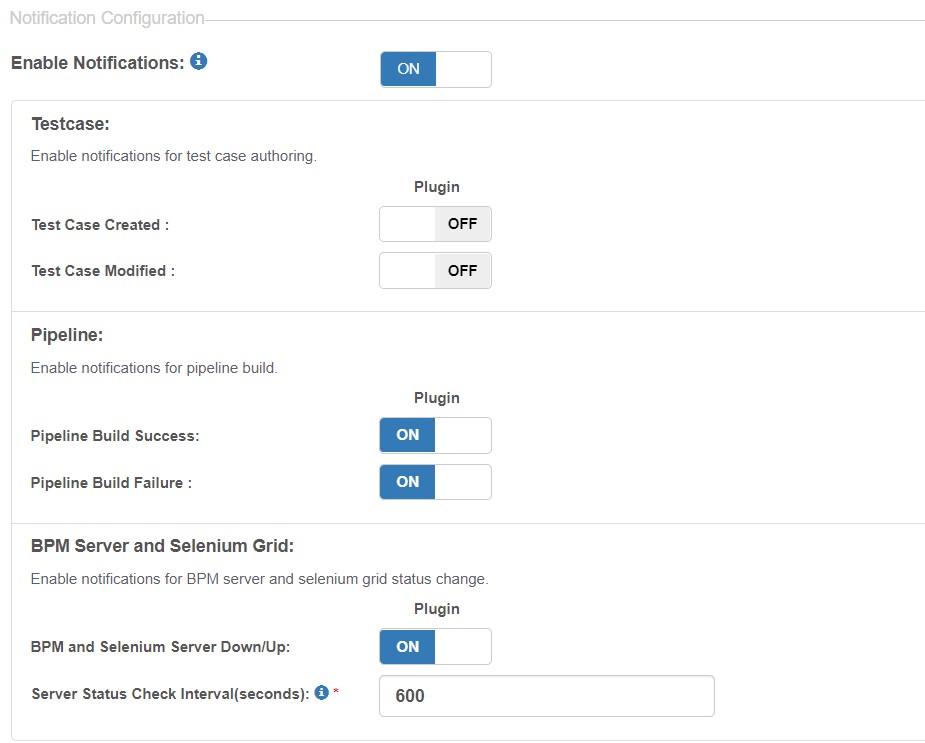 Notification Configuration
Enable Notifications:
ON
Testcase:
Enable notifications for test case authoring.
Plugin
Test Case Created : OFF
Test Case Modified : OFF
Pipeline:
Enable notifications for pipeline build.
Plugin
Pipeline Build Success: ON
Pipeline Build Failure : ON
BPM Server and Selenium Grid:
Enable notifications for BPM server and selenium grid status change.
Plugin
BPM and Selenium Server Down/Up: ON
Server Status Check Interval(seconds): * 600